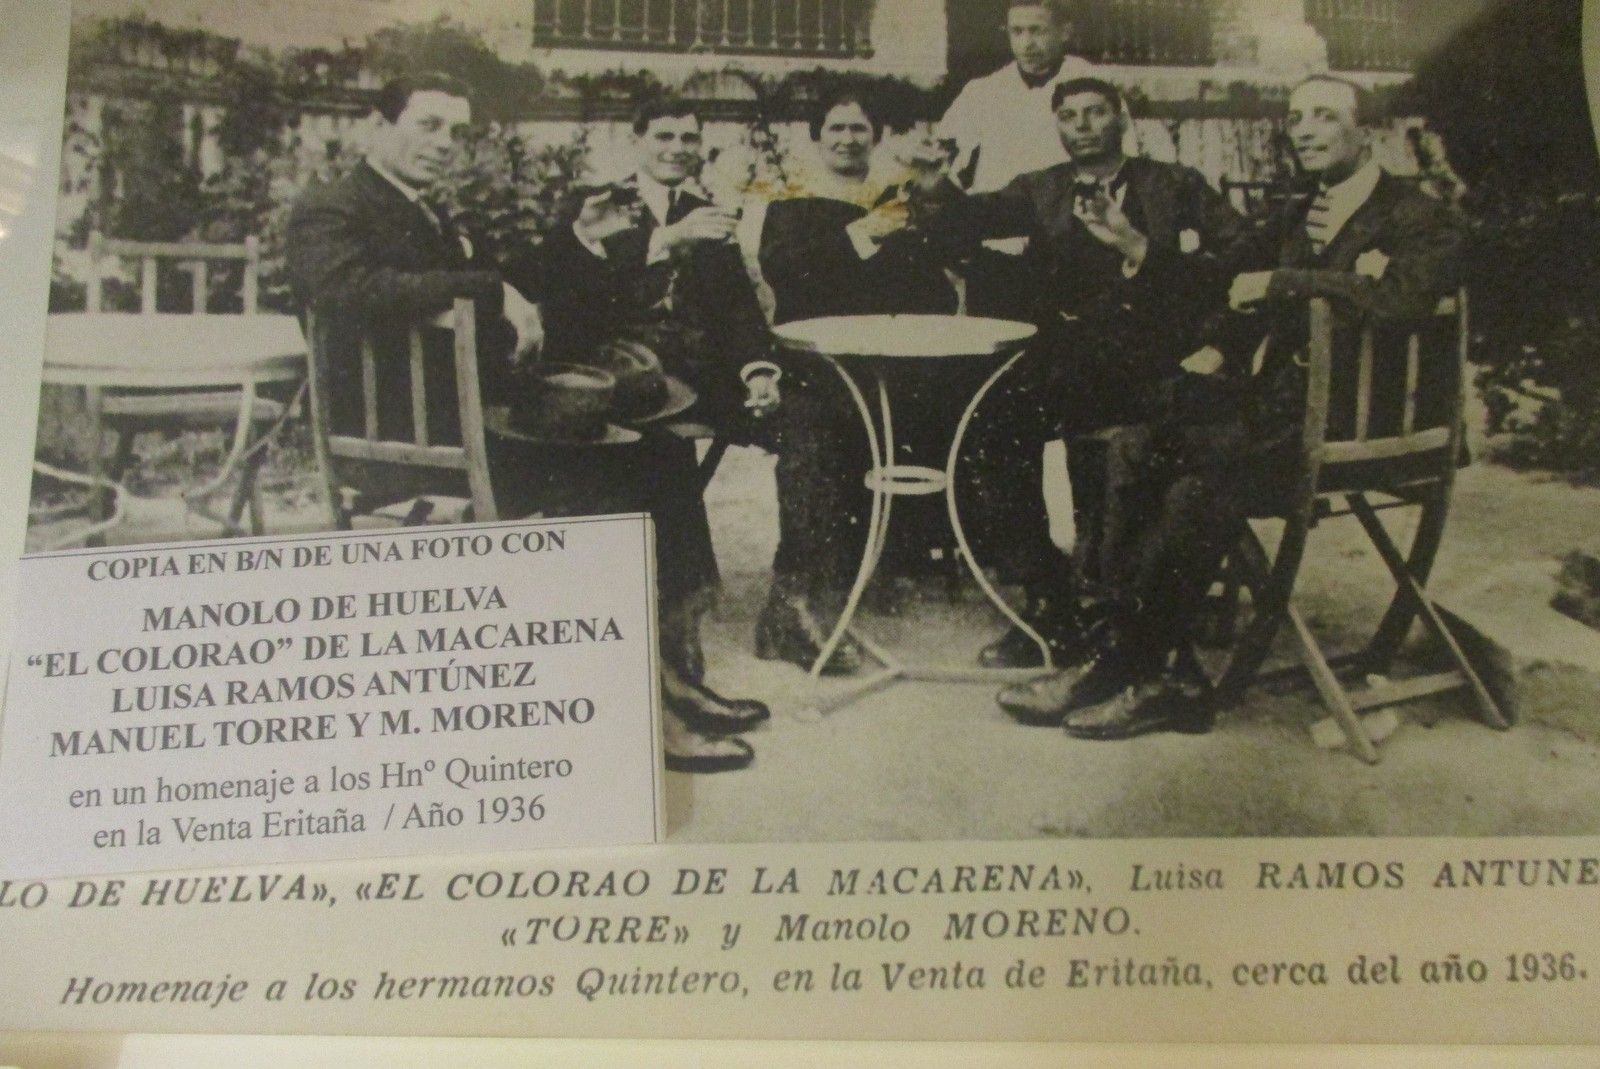 COPIA EN B/N DE UNA FOTO CON
MANOLO DE HUELVA
“EL COLORAO” DE LA MACARENA
LUISA RAMOS ANTÚNEZ
MANUEL TORRE Y M. MORENO
en un homenaje a los Hnº Quintero
en la Venta Eritaña / Año 1936
LO DE HUELVA», «EL COLORAO DE LA MACARENA», Luisa RAMOS ANTUNE
«TORRE» y Manolo MORENO.
Homenaje a los hermanos Quintero, en la Venta de Eritaña, cerca del año 1936.